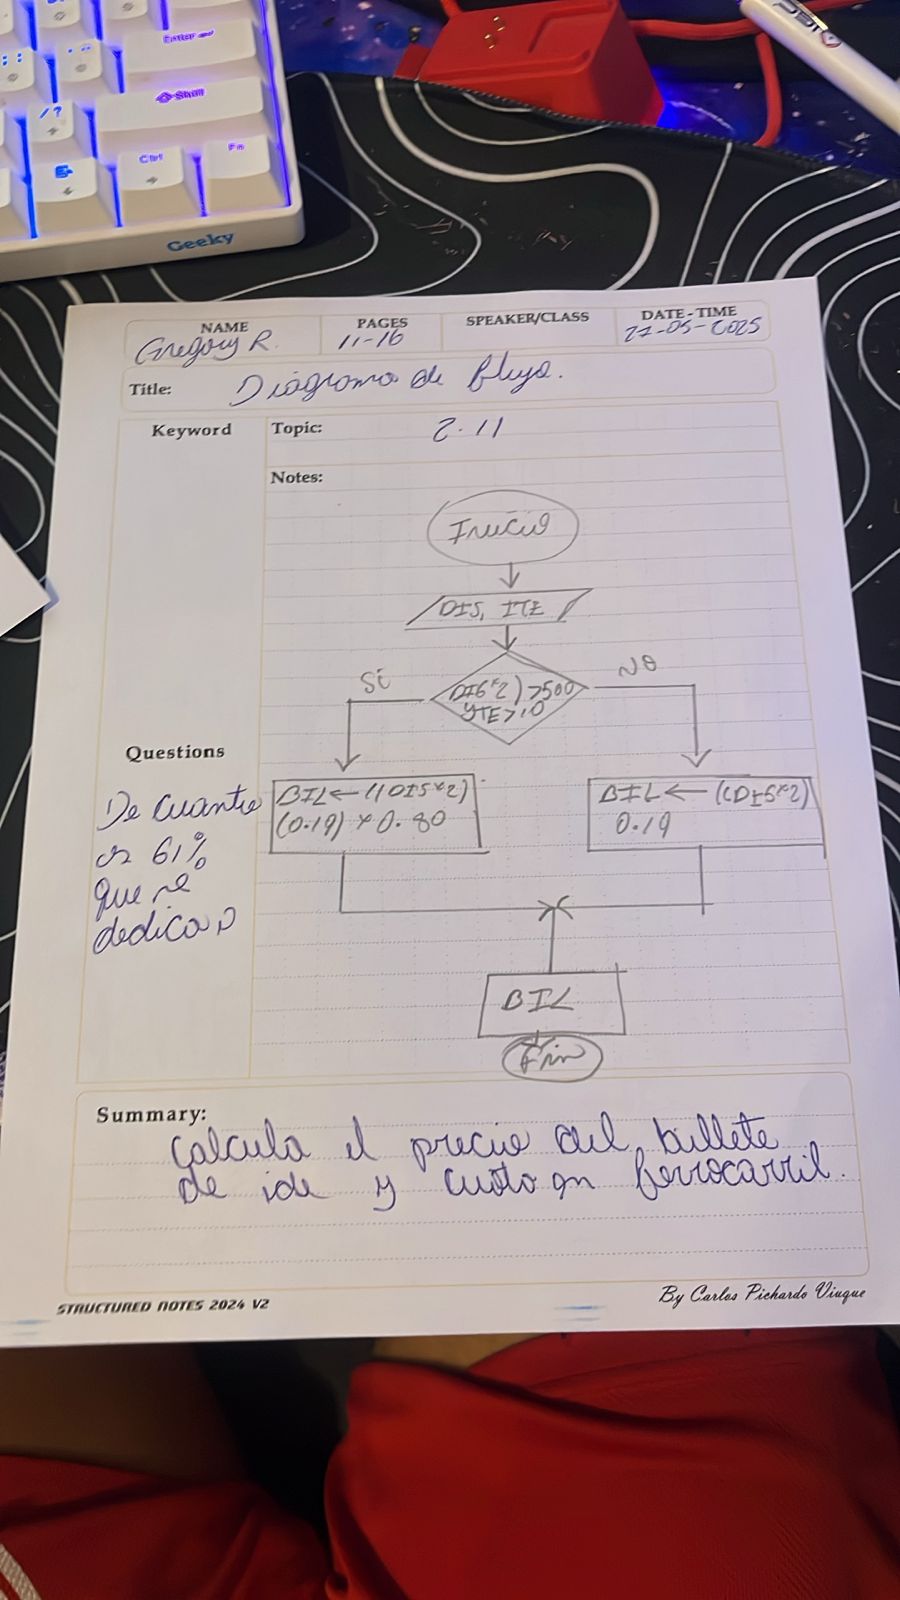 Enter
Shift
/ ?
Ctrl
Fn
Geeky
NAME
Gregory R.
PAGES
11-16
SPEAKER/CLASS
DATE-TIME
27-05-2025
Title:
Diagrama de flujo.
Keyword
Topic:
2.11
Notes:
Inicio
DIS, TIE
Si
No
DIS*2) >500
y TE>10
BIL ← ((DIS*2)
(0.19) * 0.80
BIL ← (DIS*2)
0.19
Questions
De cuanto
es 61%
que se
dedica
BIL
Fin
Summary:
Calcula el precio del billete
de ida y en ferrocarril.
STRUCTURED NOTES 2024 V2
By Carlos Pichardo Viuque